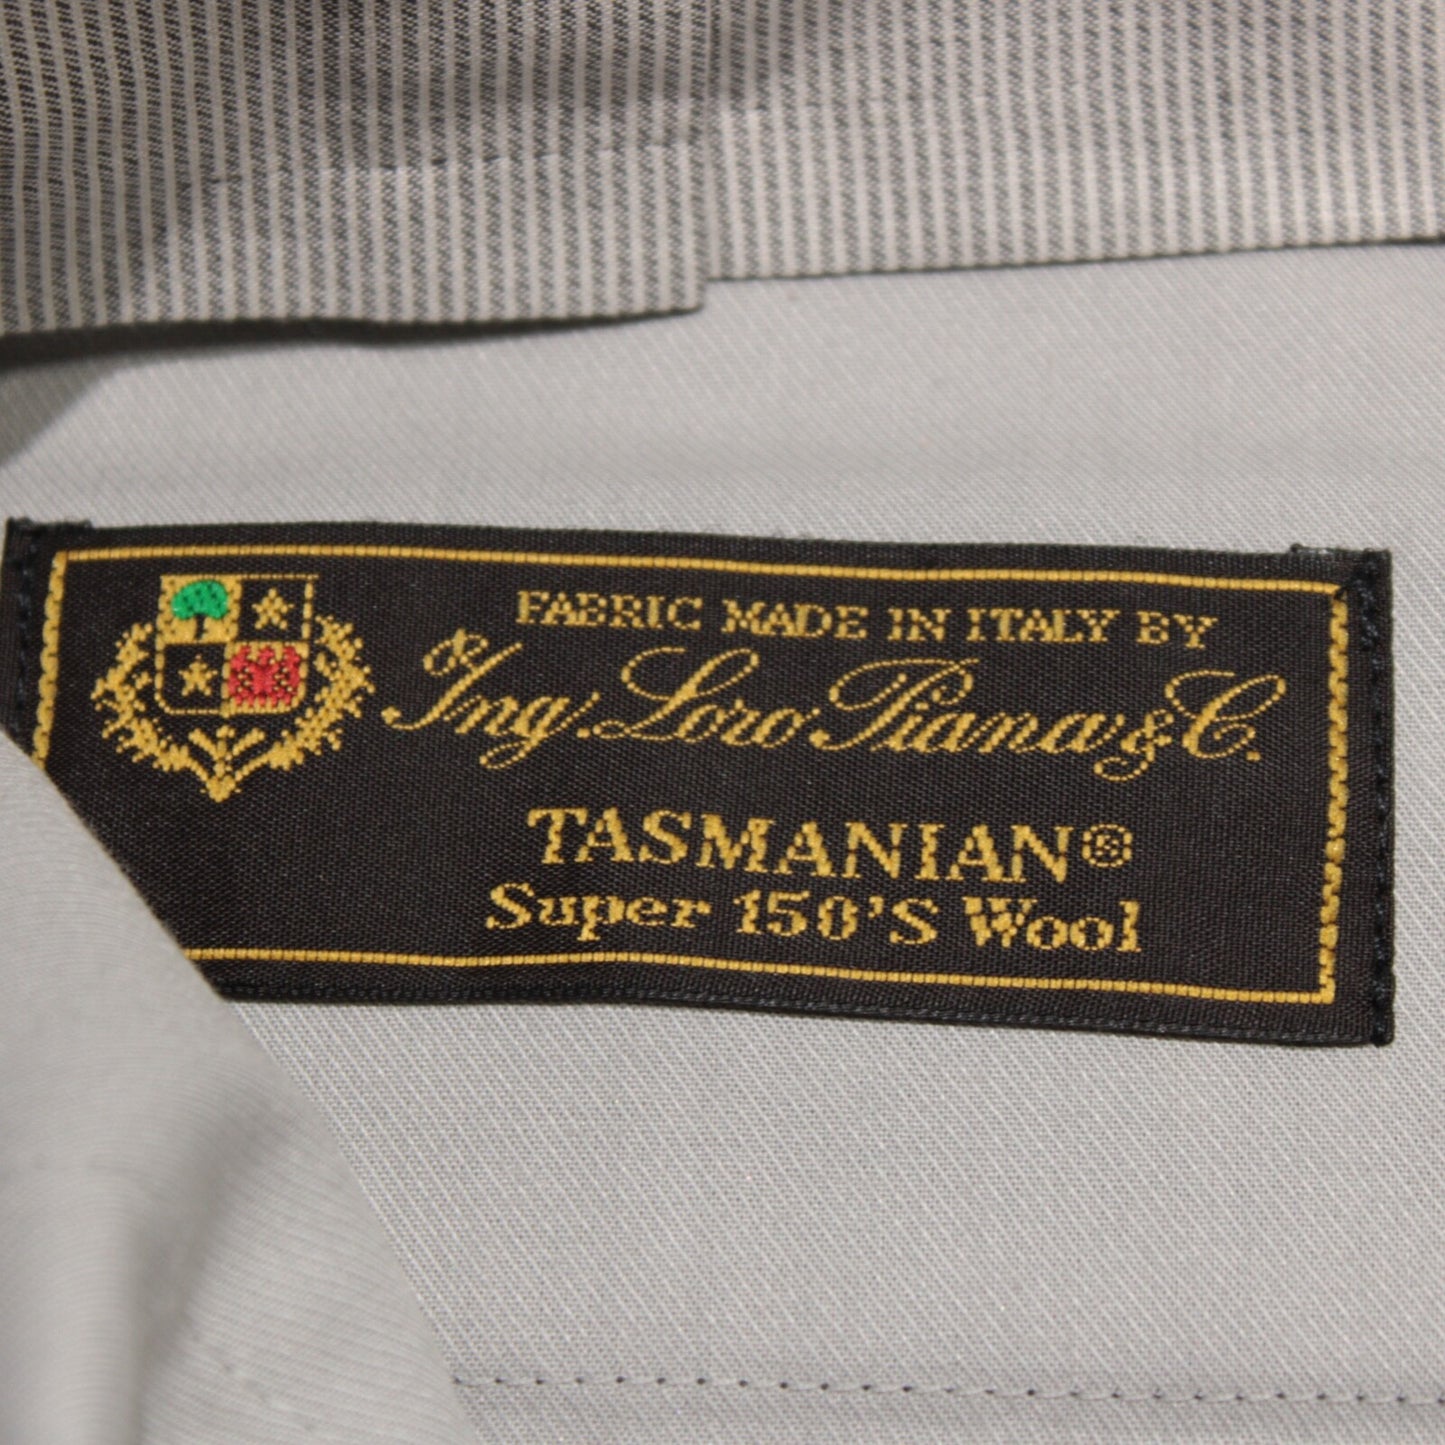 FABRIC MADE IN ITALY BY
Ing. Loro Piana & C.
TASMANIAN®
Super 150'S Wool